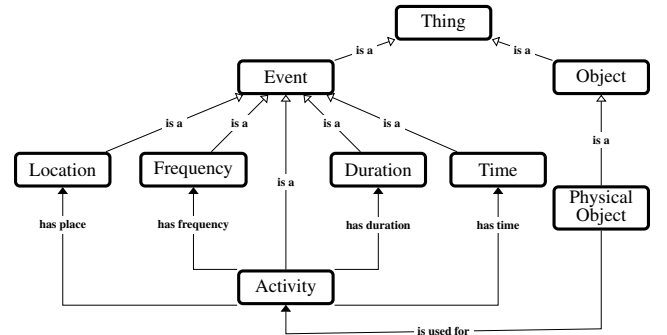 Thing
is a
is a
Event
Object
is a
is a
is a
is a
is a
Location
Frequency
is a
Duration
Time
Physical
Object
has place
has frequency
has duration
has time
Activity
is used for